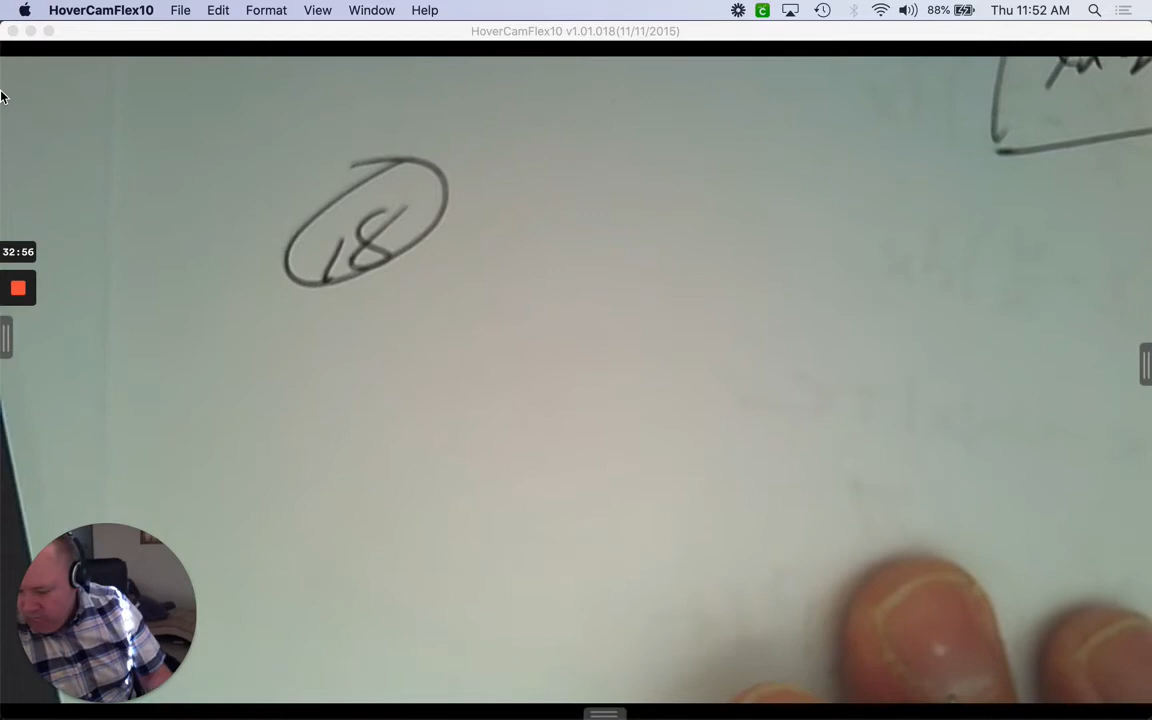 HoverCamFlex10 File Edit Format View Window Help C 88% Thu 11:52 AM
HoverCamFlex10 v1.01.018(11/11/2015)
18
32:56